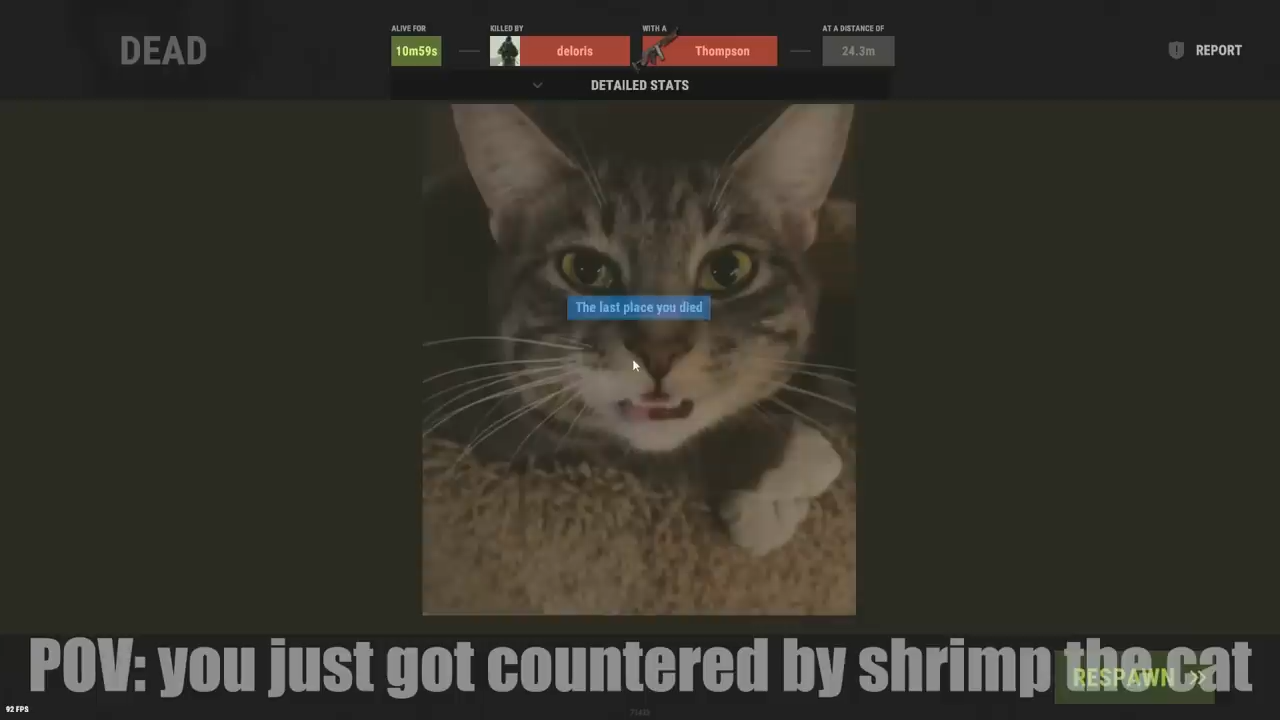 DEAD
ALIVE FOR
10m59s
KILLED BY
deloris
WITH A
Thompson
AT A DISTANCE OF
24.3m
REPORT
DETAILED STATS
The last place you died
POV: you just got countered by shrimp the cat
RESPAWN »
92 FPS